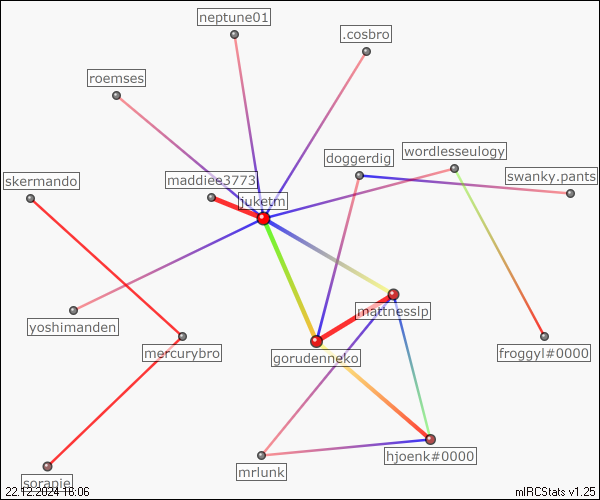 neptune01
.cosbro
roemses
doggerdig
wordlesseulogy
swanky.pants
skermando
maddiee3773
juketm
yoshimanden
mercurybro
mattnesslp
gorudenneko
froggyl#0000
mrlunk
hjoenk#0000
sorapie
22.12.2024 16:06
mIRCStats v1.25